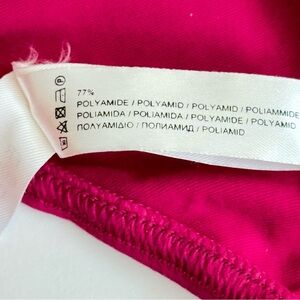 77%
POLYAMIDE / POLYAMID / POLYAMID / POLIAMMIDE
POLIAMIDA / POLIAMIDA / POLYAMIDE / POLYAMID
ΠΟΛΥΑΜΙΔΙΟ / ПОЛИАМИД / POLIAMID